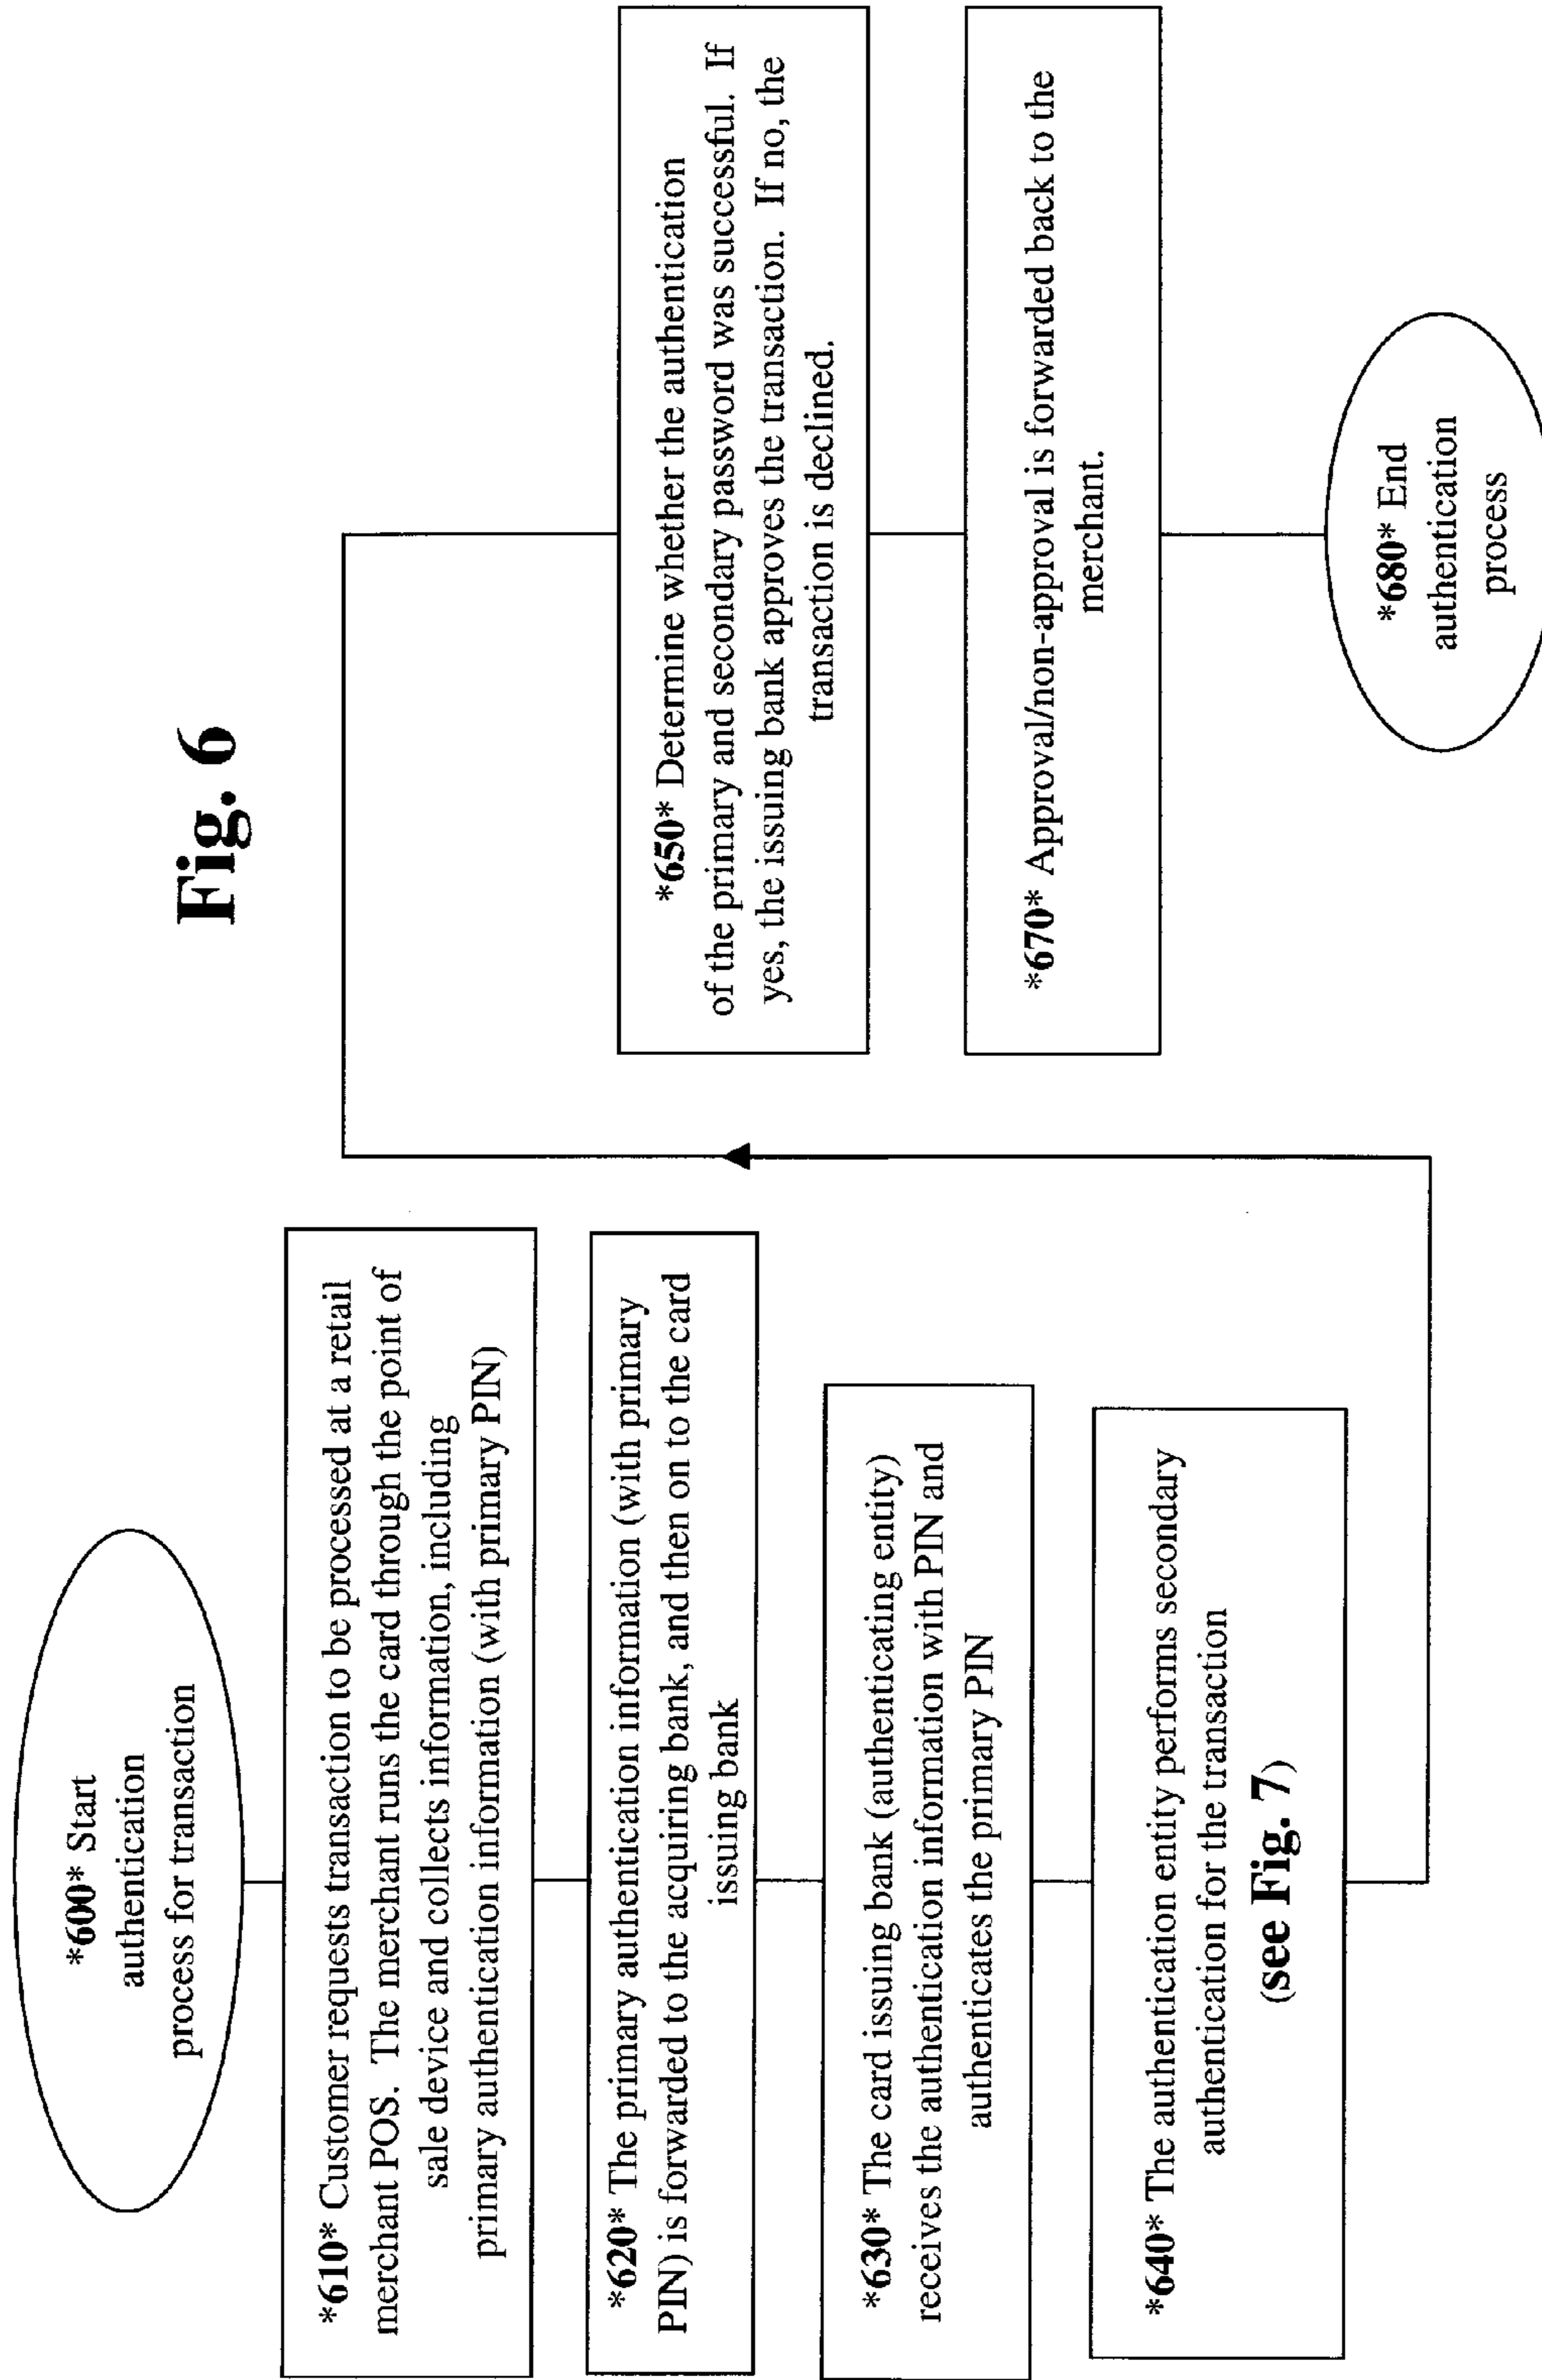 Fig. 6
*600* Start
authentication
process for transaction
*610* Customer requests transaction to be processed at a retail
merchant POS.  The merchant runs the card through the point of
sale device and collects information, including
primary authentication information (with primary PIN)
*620* The primary authentication information (with primary
PIN) is forwarded to the acquiring bank, and then on to the card
issuing bank
*630* The card issuing bank (authenticating entity)
receives the authentication information with PIN and
authenticates the primary PIN
*640* The authentication entity performs secondary
authentication for the transaction
(see Fig. 7)
*650* Determine whether the authentication
of the primary and secondary password was successful.  If
yes, the issuing bank approves the transaction.  If no, the
transaction is declined.
*670* Approval/non-approval is forwarded back to the
merchant.
*680* End
authentication
process